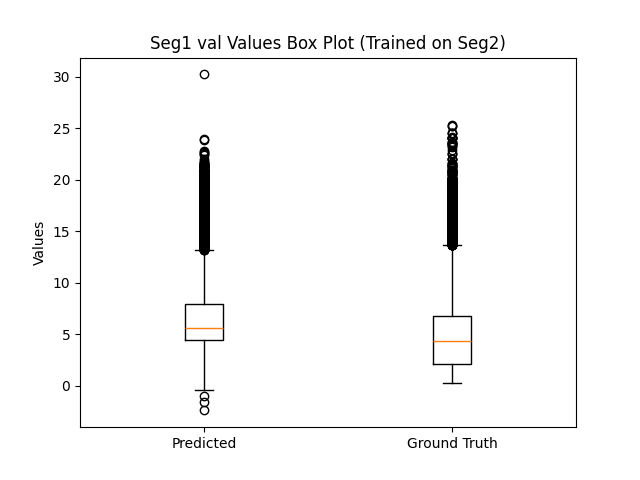 Seg1 val Values Box Plot (Trained on Seg2)
30
25
20
15
10
5
0
Values
Predicted
Ground Truth